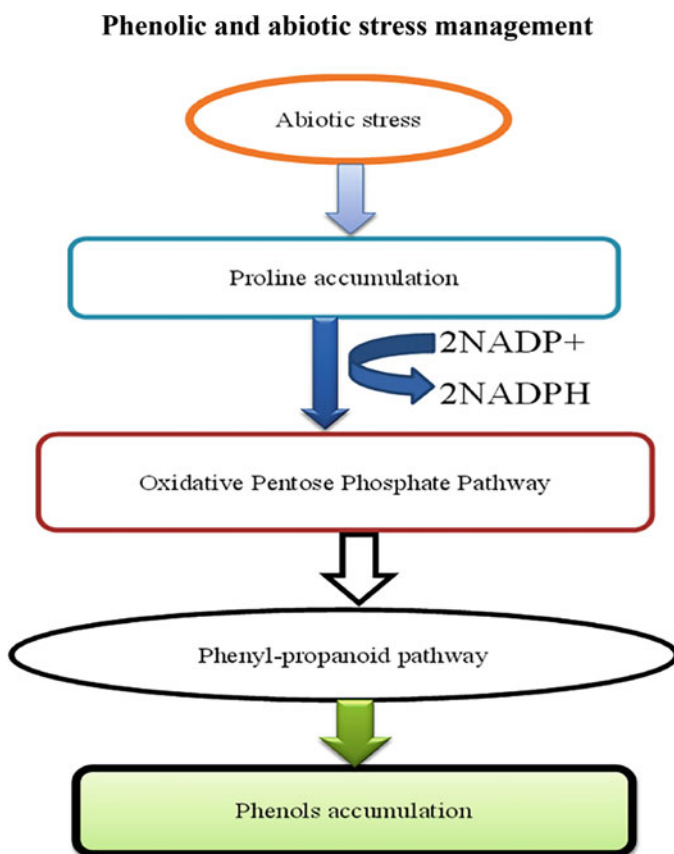 Phenolic and abiotic stress management
Abiotic stress
Proline accumulation
2NADP+
2NADPH
Oxidative Pentose Phosphate Pathway
Phenyl-propanoid pathway
Phenols accumulation